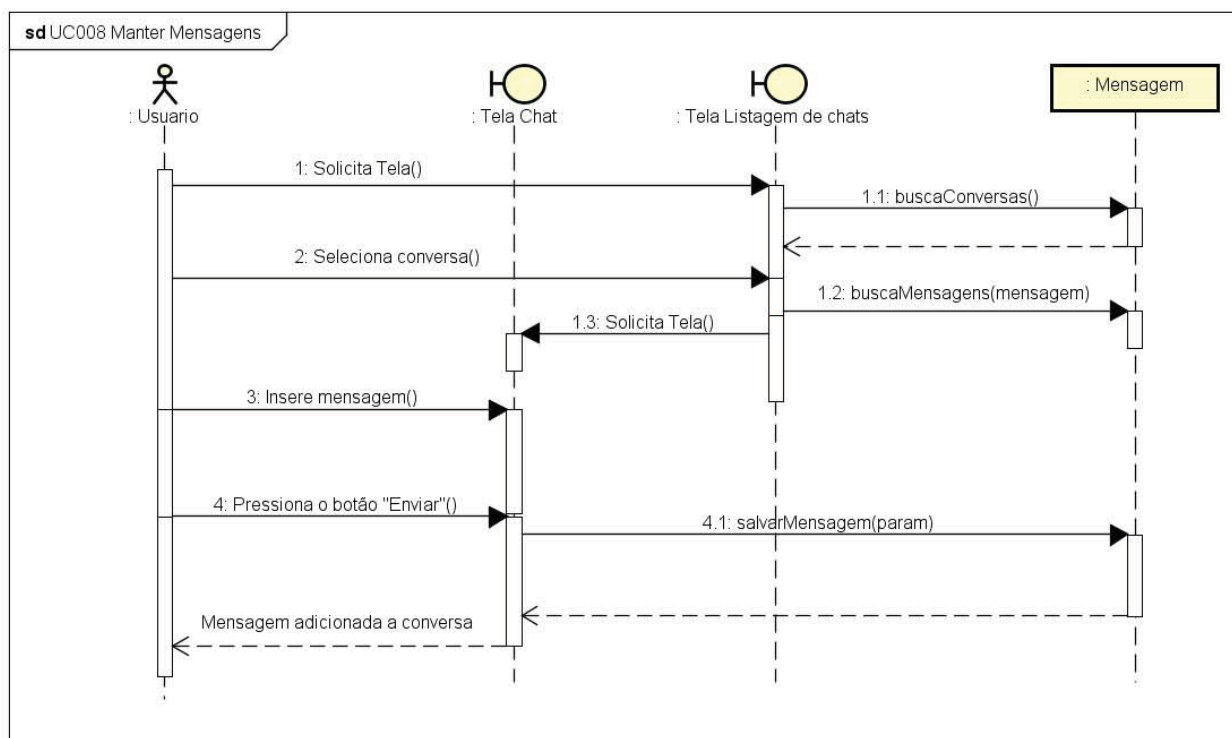 sd UC008 Manter Mensagens
: Usuario
: Tela Chat
: Tela Listagem de chats
: Mensagem
1: Solicita Tela()
1.1: buscaConversas()
2: Seleciona conversa()
1.2: buscaMensagens(mensagem)
1.3: Solicita Tela()
3: Insere mensagem()
4: Pressiona o botão "Enviar"()
4.1: salvarMensagem(param)
Mensagem adicionada a conversa